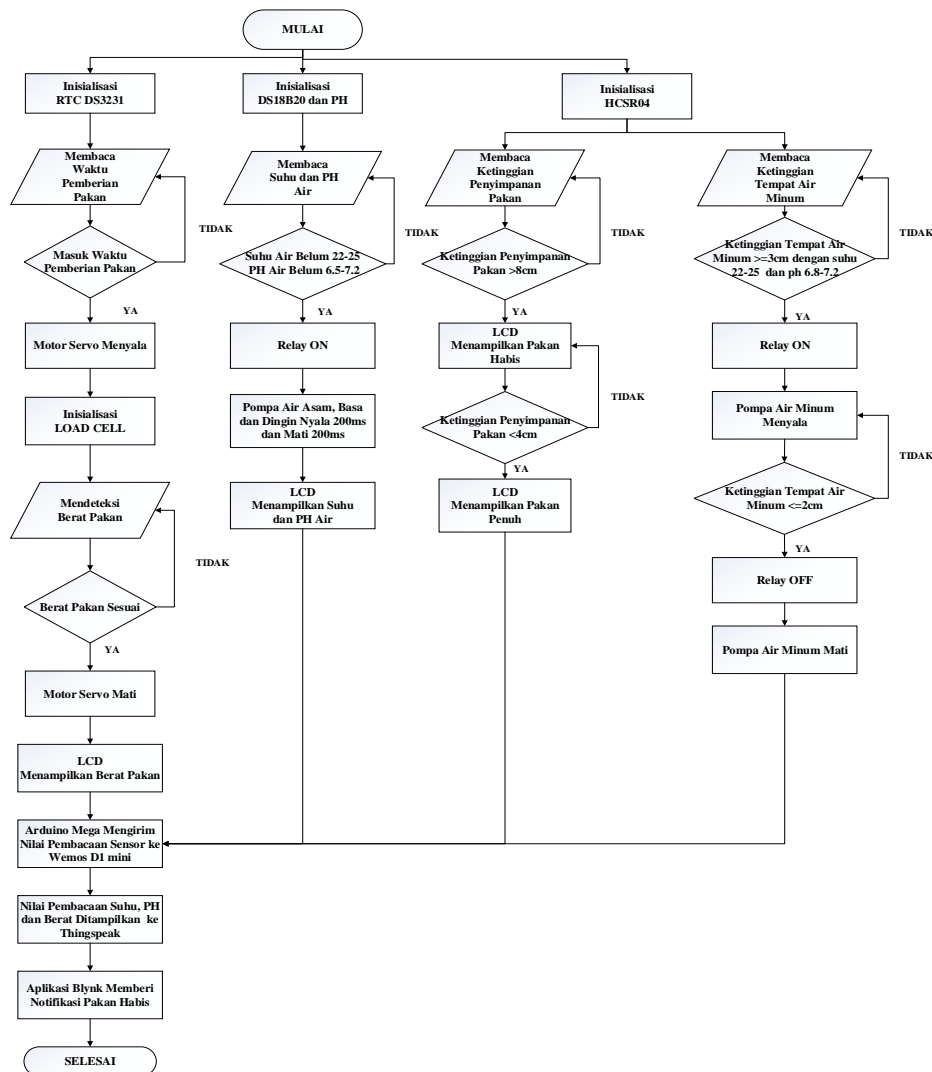 MULAI
Inisialisasi
RTC DS3231
Membaca
Waktu
Pemberian
Pakan
Masuk Waktu
Pemberian Pakan
TIDAK
YA
Motor Servo Menyala
Inisialisasi
LOAD CELL
Mendeteksi
Berat Pakan
Berat Pakan Sesuai
TIDAK
YA
Motor Servo Mati
LCD
Menampilkan Berat Pakan
Arduino Mega Mengirim
Nilai Pembacaan Sensor ke
Wemos D1 mini
Nilai Pembacaan Suhu, PH
dan Berat Ditampilkan ke
Thingspeak
Aplikasi Blynk Memberi
Notifikasi Pakan Habis
SELESAI
Inisialisasi
DS18B20 dan PH
Membaca
Suhu dan PH
Air
Suhu Air Belum 22-25
PH Air Belum 6.5-7.2
TIDAK
YA
Relay ON
Pompa Air Asam, Basa
dan Dingin Nyala 200ms
dan Mati 200ms
LCD
Menampilkan Suhu
dan PH Air
Inisialisasi
HCSR04
Membaca
Ketinggian
Penyimpanan
Pakan
Ketinggian Penyimpanan
Pakan >8cm
TIDAK
YA
LCD
Menampilkan Pakan
Habis
Ketinggian Penyimpanan
Pakan <4cm
TIDAK
YA
LCD
Menampilkan Pakan
Penuh
Membaca
Ketinggian
Tempat Air
Minum
Ketinggian Tempat Air
Minum >=3cm dengan suhu
22-25 dan ph 6.8-7.2
TIDAK
YA
Relay ON
Pompa Air Minum
Menyala
Ketinggian Tempat Air
Minum <=2cm
TIDAK
YA
Relay OFF
Pompa Air Minum Mati